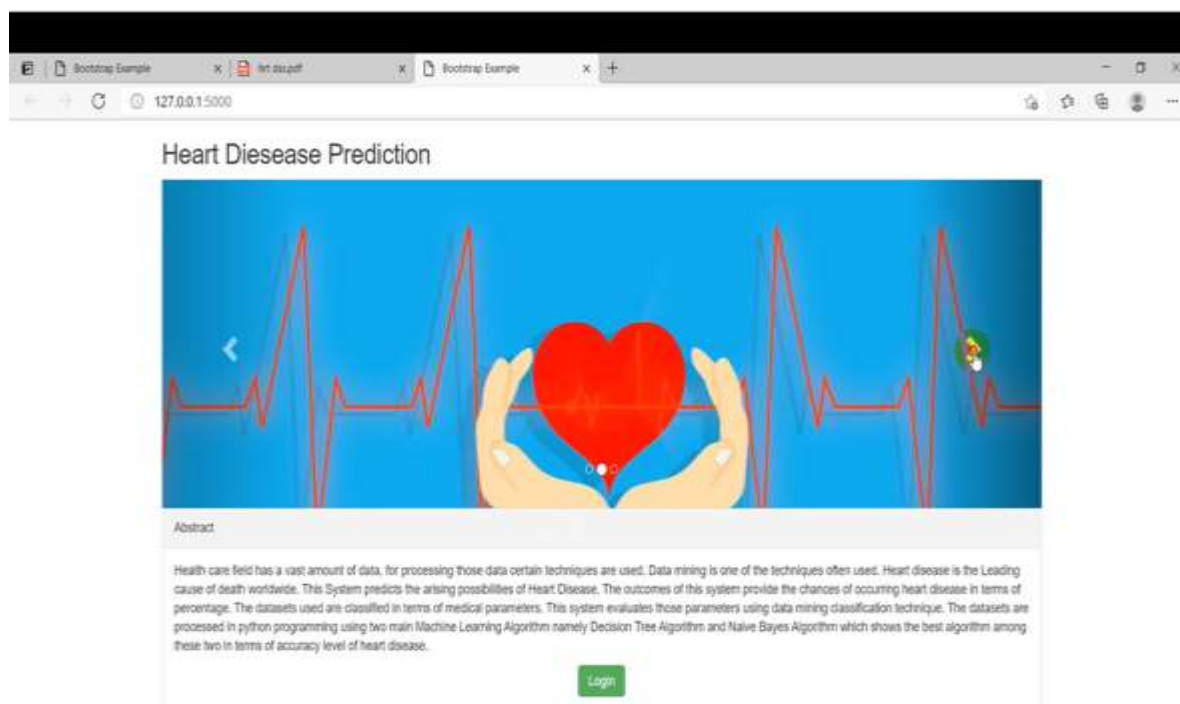 Bootstrap Example
hrt dis.pdf
Bootstrap Example
127.0.0.1:5000
Heart Diesease Prediction
Abstract
Health care field has a vast amount of data, for processing those data certain techniques are used. Data mining is one of the techniques often used. Heart disease is the Leading
cause of death worldwide. This System predicts the arising possibilities of Heart Disease. The outcomes of this system provide the chances of occurring heart disease in terms of
percentage. The datasets used are classified in terms of medical parameters. This system evaluates those parameters using data mining classification technique. The datasets are
processed in python programming using two main Machine Learning Algorithm namely Decision Tree Algorithm and Naive Bayes Algorithm which shows the best algorithm among
these two in terms of accuracy level of heart disease.
Login